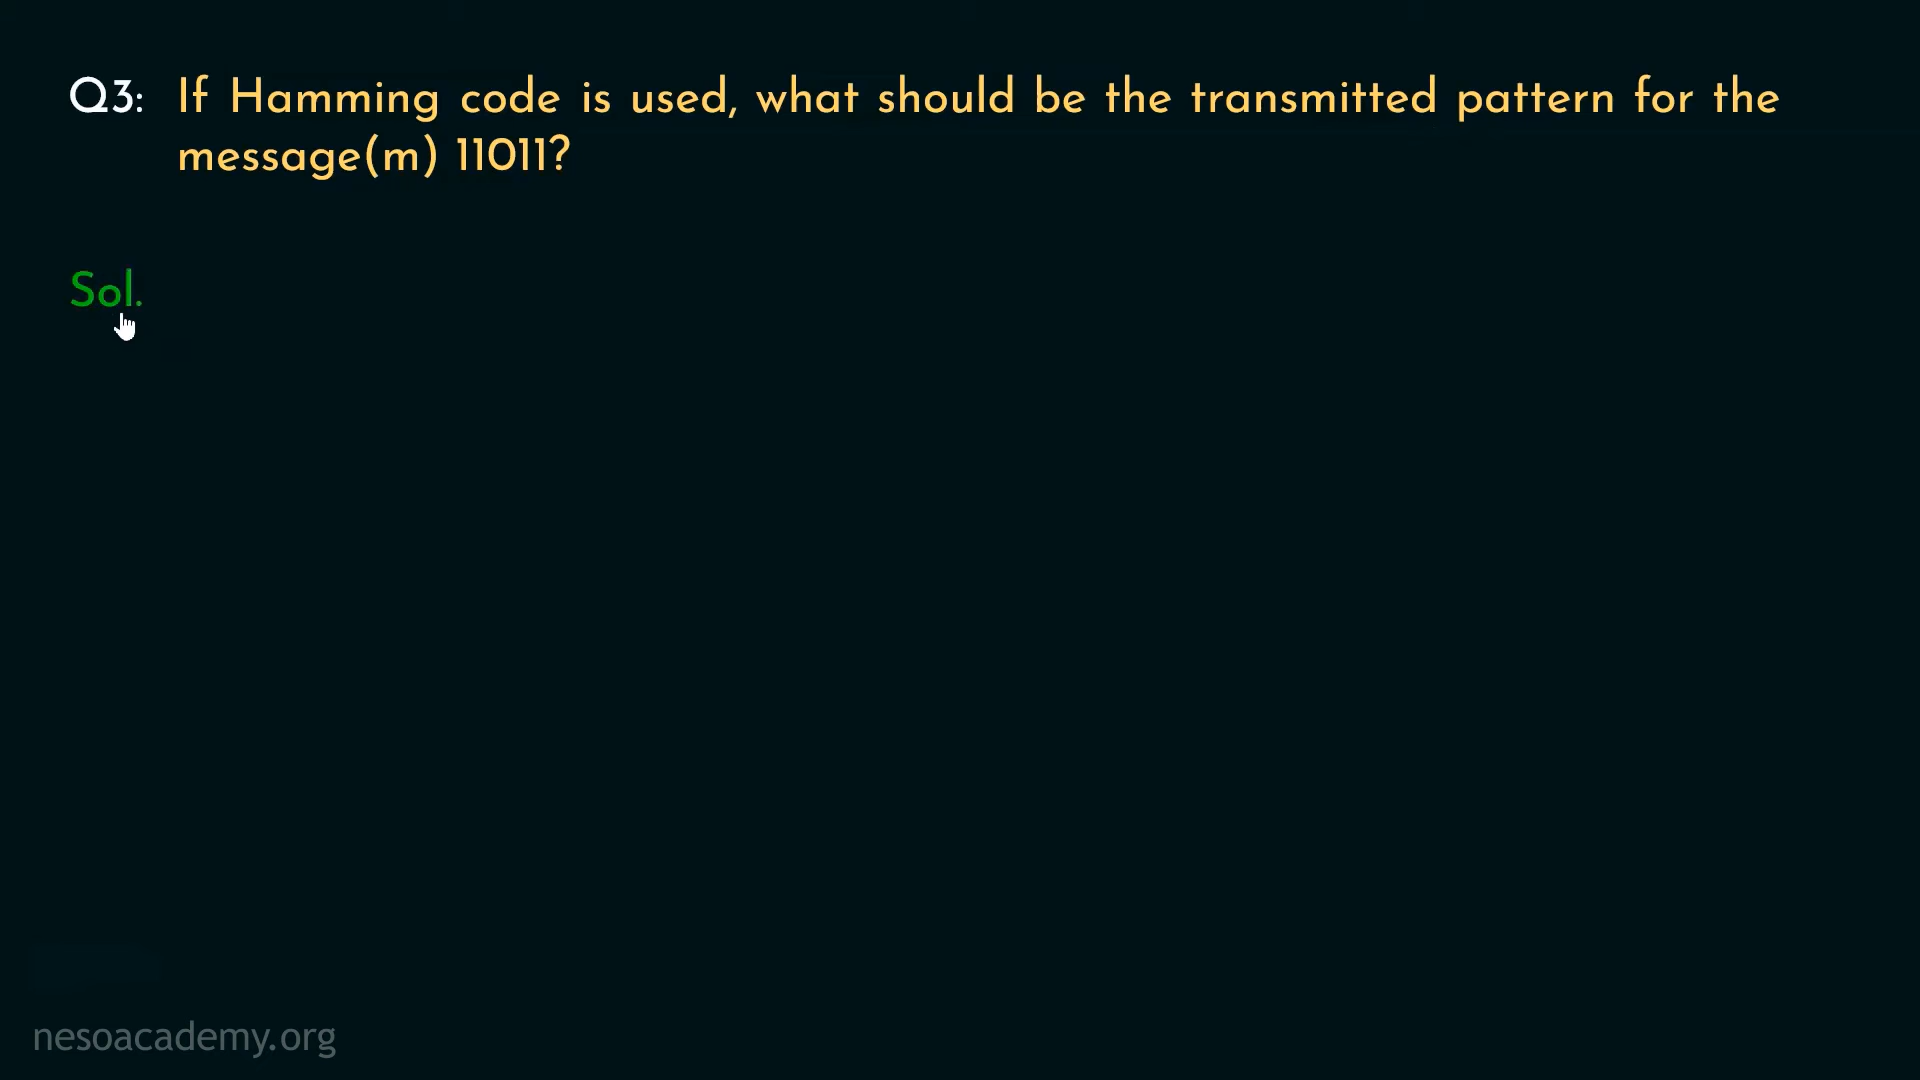 Q3: If Hamming code is used, what should be the transmitted pattern for the
message(m) 11011?
Sol.
nesoacademy.org